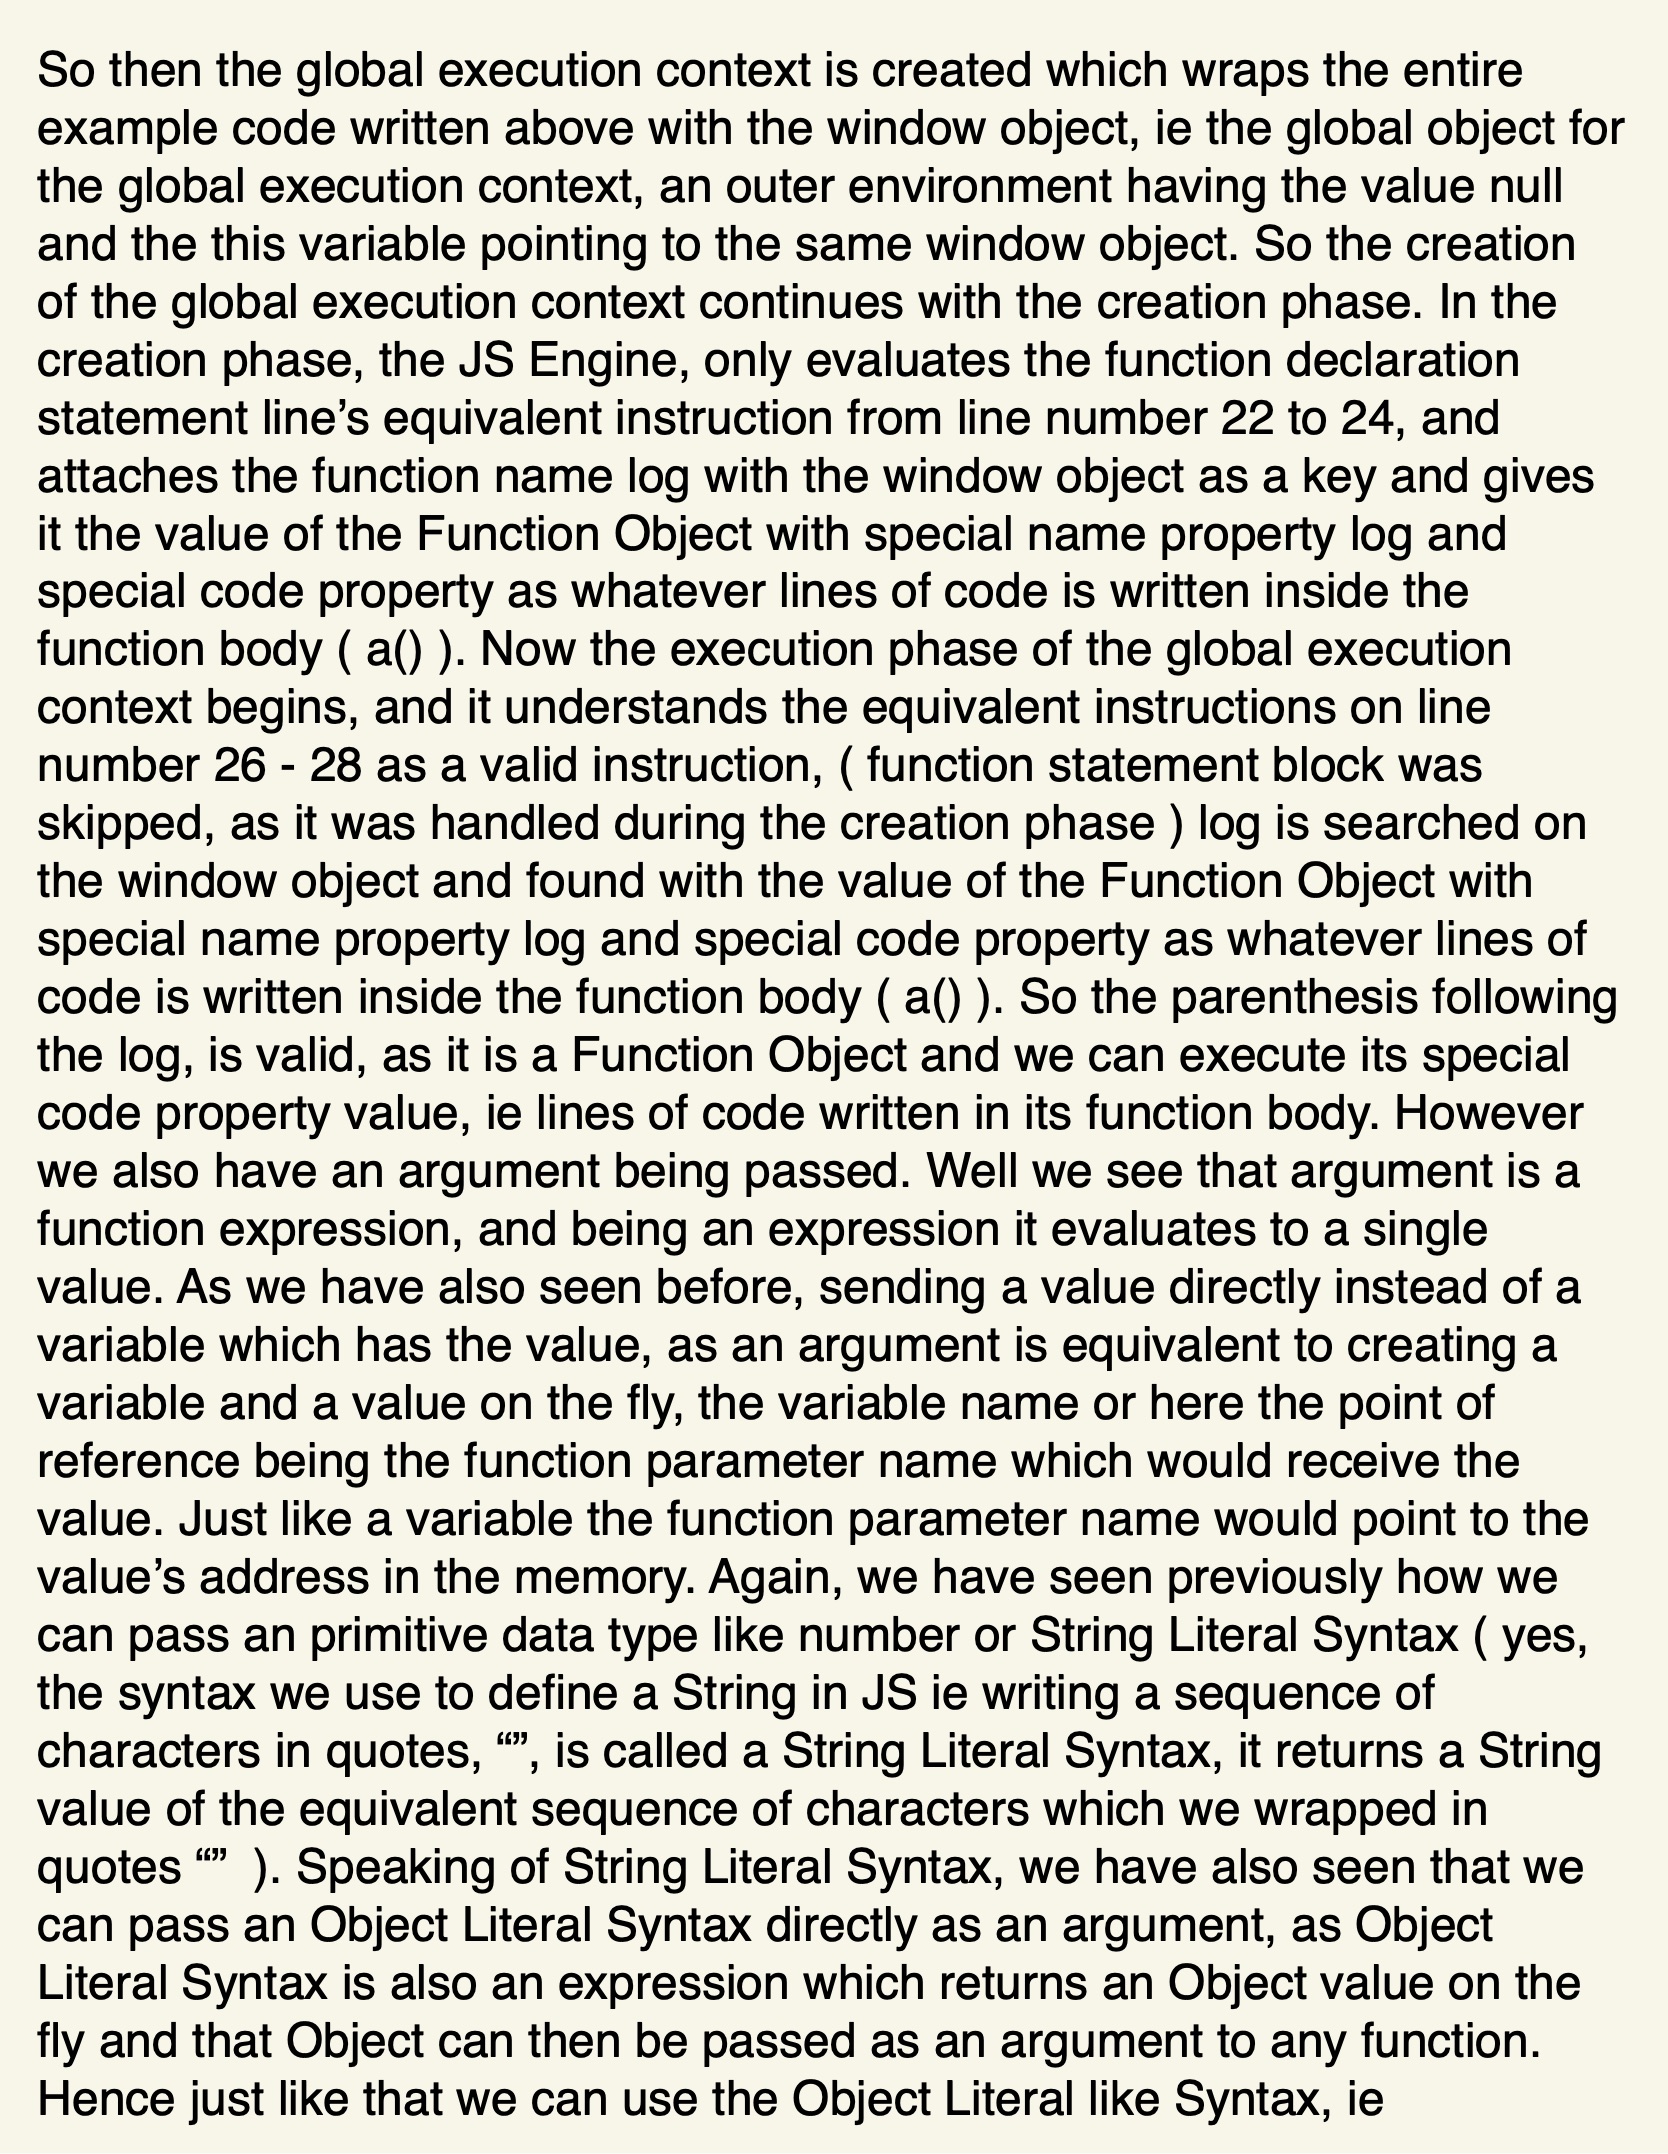 So then the global execution context is created which wraps the entire
example code written above with the window object, ie the global object for
the global execution context, an outer environment having the value null
and the this variable pointing to the same window object. So the creation
of the global execution context continues with the creation phase. In the
creation phase, the JS Engine, only evaluates the function declaration
statement line’s equivalent instruction from line number 22 to 24, and
attaches the function name log with the window object as a key and gives
it the value of the Function Object with special name property log and
special code property as whatever lines of code is written inside the
function body ( a() ). Now the execution phase of the global execution
context begins, and it understands the equivalent instructions on line
number 26 - 28 as a valid instruction, ( function statement block was
skipped, as it was handled during the creation phase ) log is searched on
the window object and found with the value of the Function Object with
special name property log and special code property as whatever lines of
code is written inside the function body ( a() ). So the parenthesis following
the log, is valid, as it is a Function Object and we can execute its special
code property value, ie lines of code written in its function body. However
we also have an argument being passed. Well we see that argument is a
function expression, and being an expression it evaluates to a single
value. As we have also seen before, sending a value directly instead of a
variable which has the value, as an argument is equivalent to creating a
variable and a value on the fly, the variable name or here the point of
reference being the function parameter name which would receive the
value. Just like a variable the function parameter name would point to the
value’s address in the memory. Again, we have seen previously how we
can pass an primitive data type like number or String Literal Syntax ( yes,
the syntax we use to define a String in JS ie writing a sequence of
characters in quotes, “”, is called a String Literal Syntax, it returns a String
value of the equivalent sequence of characters which we wrapped in
quotes “”  ). Speaking of String Literal Syntax, we have also seen that we
can pass an Object Literal Syntax directly as an argument, as Object
Literal Syntax is also an expression which returns an Object value on the
fly and that Object can then be passed as an argument to any function.
Hence just like that we can use the Object Literal like Syntax, ie